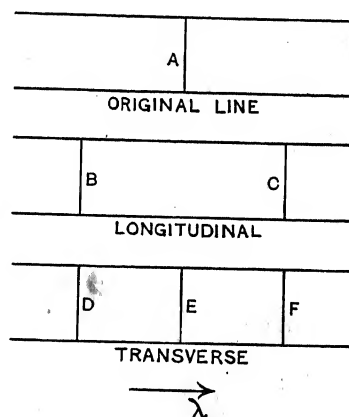 A
ORIGINAL LINE
B C
LONGITUDINAL
D E F
TRANSVERSE
λ